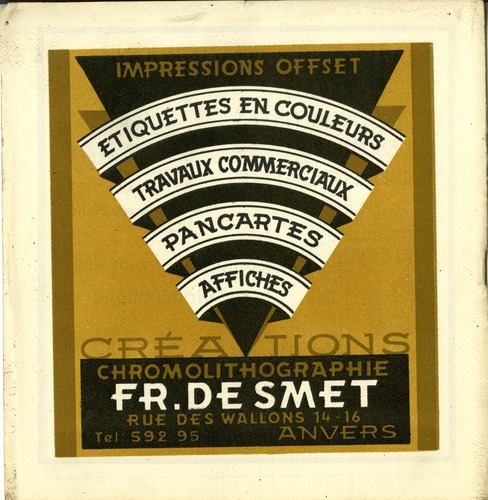 IMPRESSIONS OFFSET
ETIQUETTES EN COULEURS
TRAVAUX COMMERCIAUX
PANCARTES
AFFICHES
CRÉATIONS
CHROMOLITHOGRAPHIE
FR. DE SMET
RUE DES WALLONS 14-16
Tel: 592 95 ANVERS